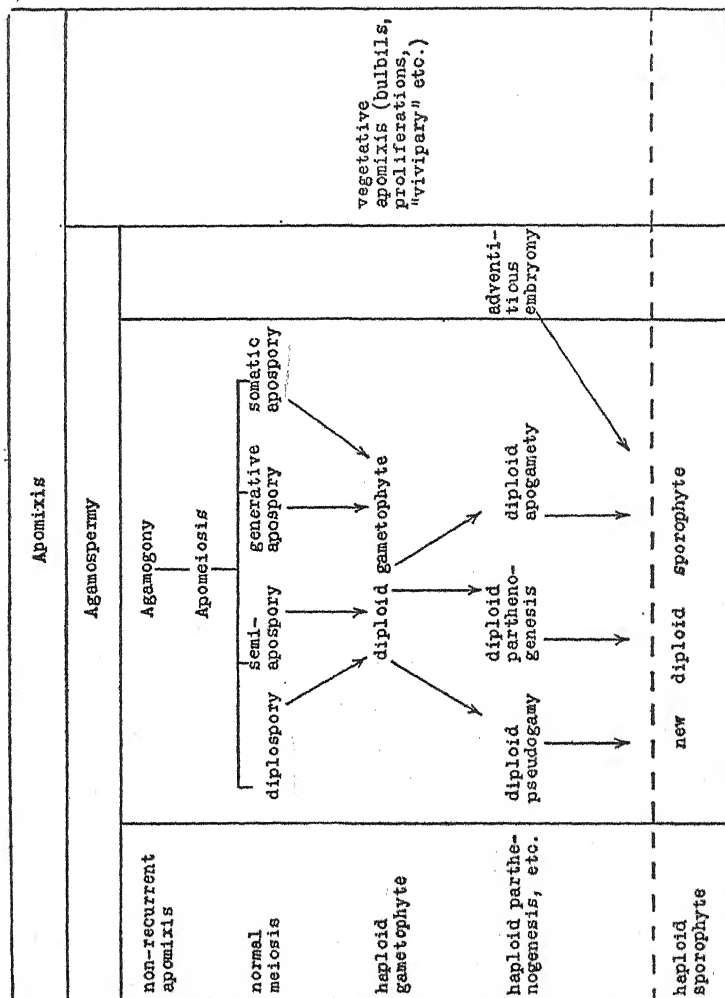 Apomixis
Agamospermy
non-recurrent
apomixis
Agamogony
Apomeiosis
normal
meiosis
diplospory
semi-
apospory
generative
apospory
somatic
apospory
vegetative
apomixis (bulbils,
proliferations,
"vivipary" etc.)
haploid
gametophyte
diploid gametophyte
haploid parthe-
nogenesis, etc.
diploid
pseudogamy
diploid
partheno-
genesis
diploid
apogamety
adventi-
tious
embryony
haploid
sporophyte
new diploid sporophyte